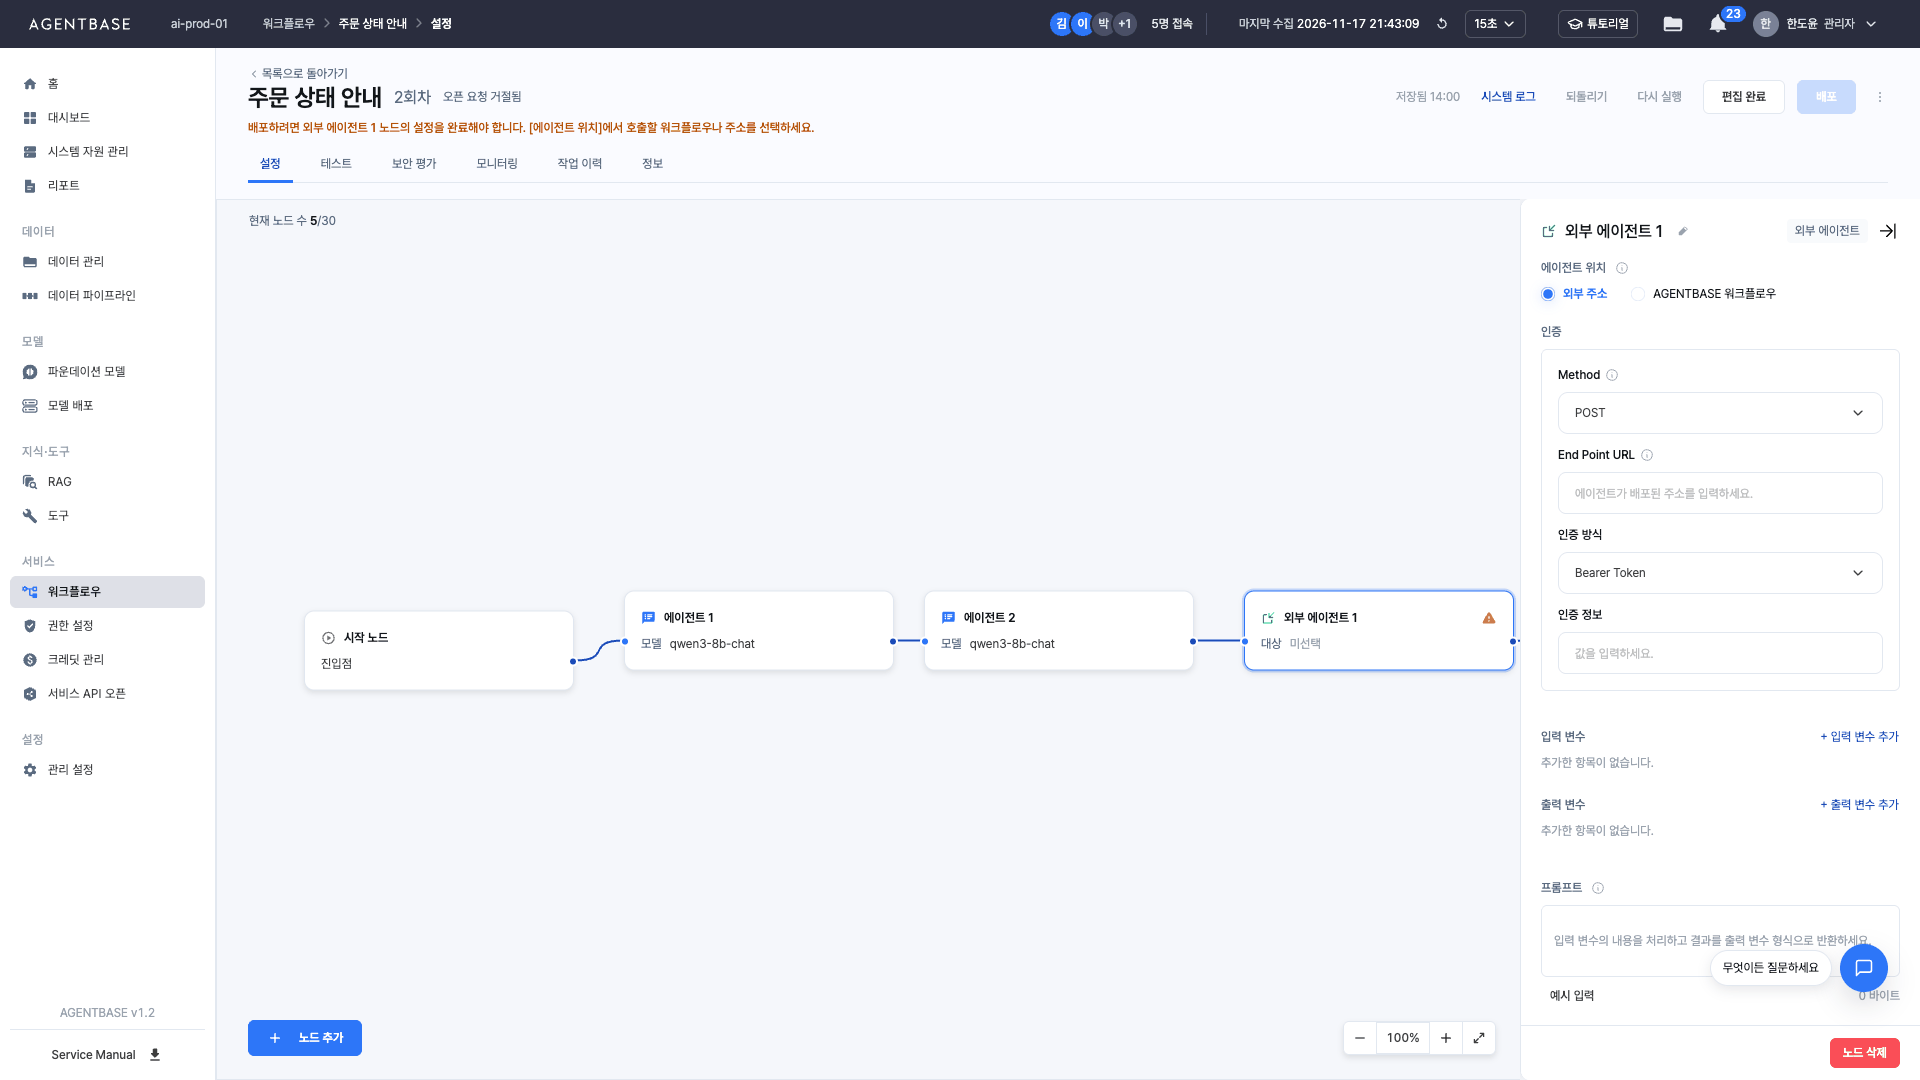 AGENTBASE
ai-prod-01
워크플로우 > 주문 상태 안내 > 설정
김 이 박 +1 5명 접속
마지막 수집 2026-11-17 21:43:09
15초
튜토리얼
23
한 한도윤 관리자
홈
대시보드
시스템 자원 관리
리포트
데이터
데이터 관리
데이터 파이프라인
모델
파운데이션 모델
모델 배포
지식·도구
RAG
도구
서비스
워크플로우
권한 설정
크레딧 관리
서비스 API 오픈
설정
관리 설정
AGENTBASE v1.2
Service Manual
목록으로 돌아가기
주문 상태 안내 2회차 오픈 요청 거절됨
저장됨 14:00 시스템 로그 되돌리기 다시 실행 편집 완료 배포
배포하려면 외부 에이전트 1 노드의 설정을 완료해야 합니다. [에이전트 위치]에서 호출할 워크플로우나 주소를 선택하세요.
설정 테스트 보안 평가 모니터링 작업 이력 정보
현재 노드 수 5/30
시작 노드
진입점
에이전트 1
모델 qwen3-8b-chat
에이전트 2
모델 qwen3-8b-chat
외부 에이전트 1
대상 미선택
노드 추가
100%
외부 에이전트 1 외부 에이전트
에이전트 위치
외부 주소 AGENTBASE 워크플로우
인증
Method
POST
End Point URL
에이전트가 배포된 주소를 입력하세요.
인증 방식
Bearer Token
인증 정보
값을 입력하세요.
입력 변수 + 입력 변수 추가
추가한 항목이 없습니다.
출력 변수 + 출력 변수 추가
추가한 항목이 없습니다.
프롬프트
입력 변수의 내용을 처리하고 결과를 출력 변수 형식으로 반환하세요.
무엇이든 질문하세요
예시 입력 0 바이트
노드 삭제